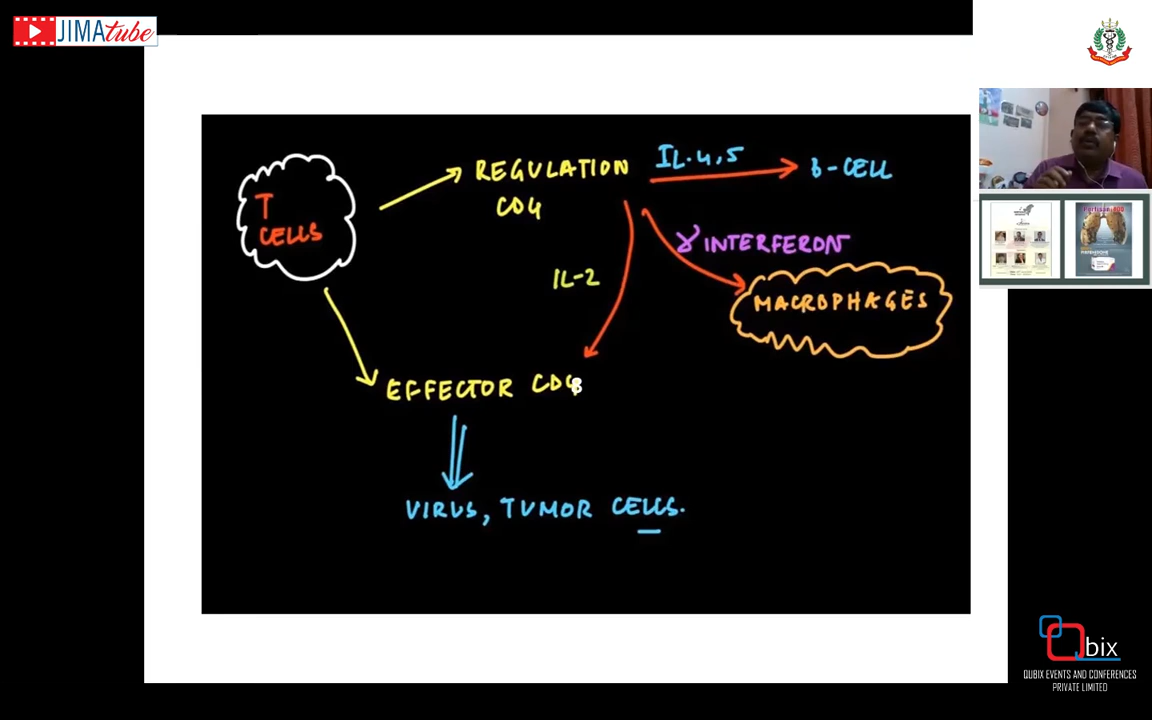 JIMAtube
T
CELLS
REGULATION
CD4
IL-4,5
B-CELL
γ INTERFERON
IL-2
MACROPHAGES
EFFECTOR CD8
VIRUS, TUMOR CELLS.
Qbix
QUBIX EVENTS AND CONFERENCES
PRIVATE LIMITED